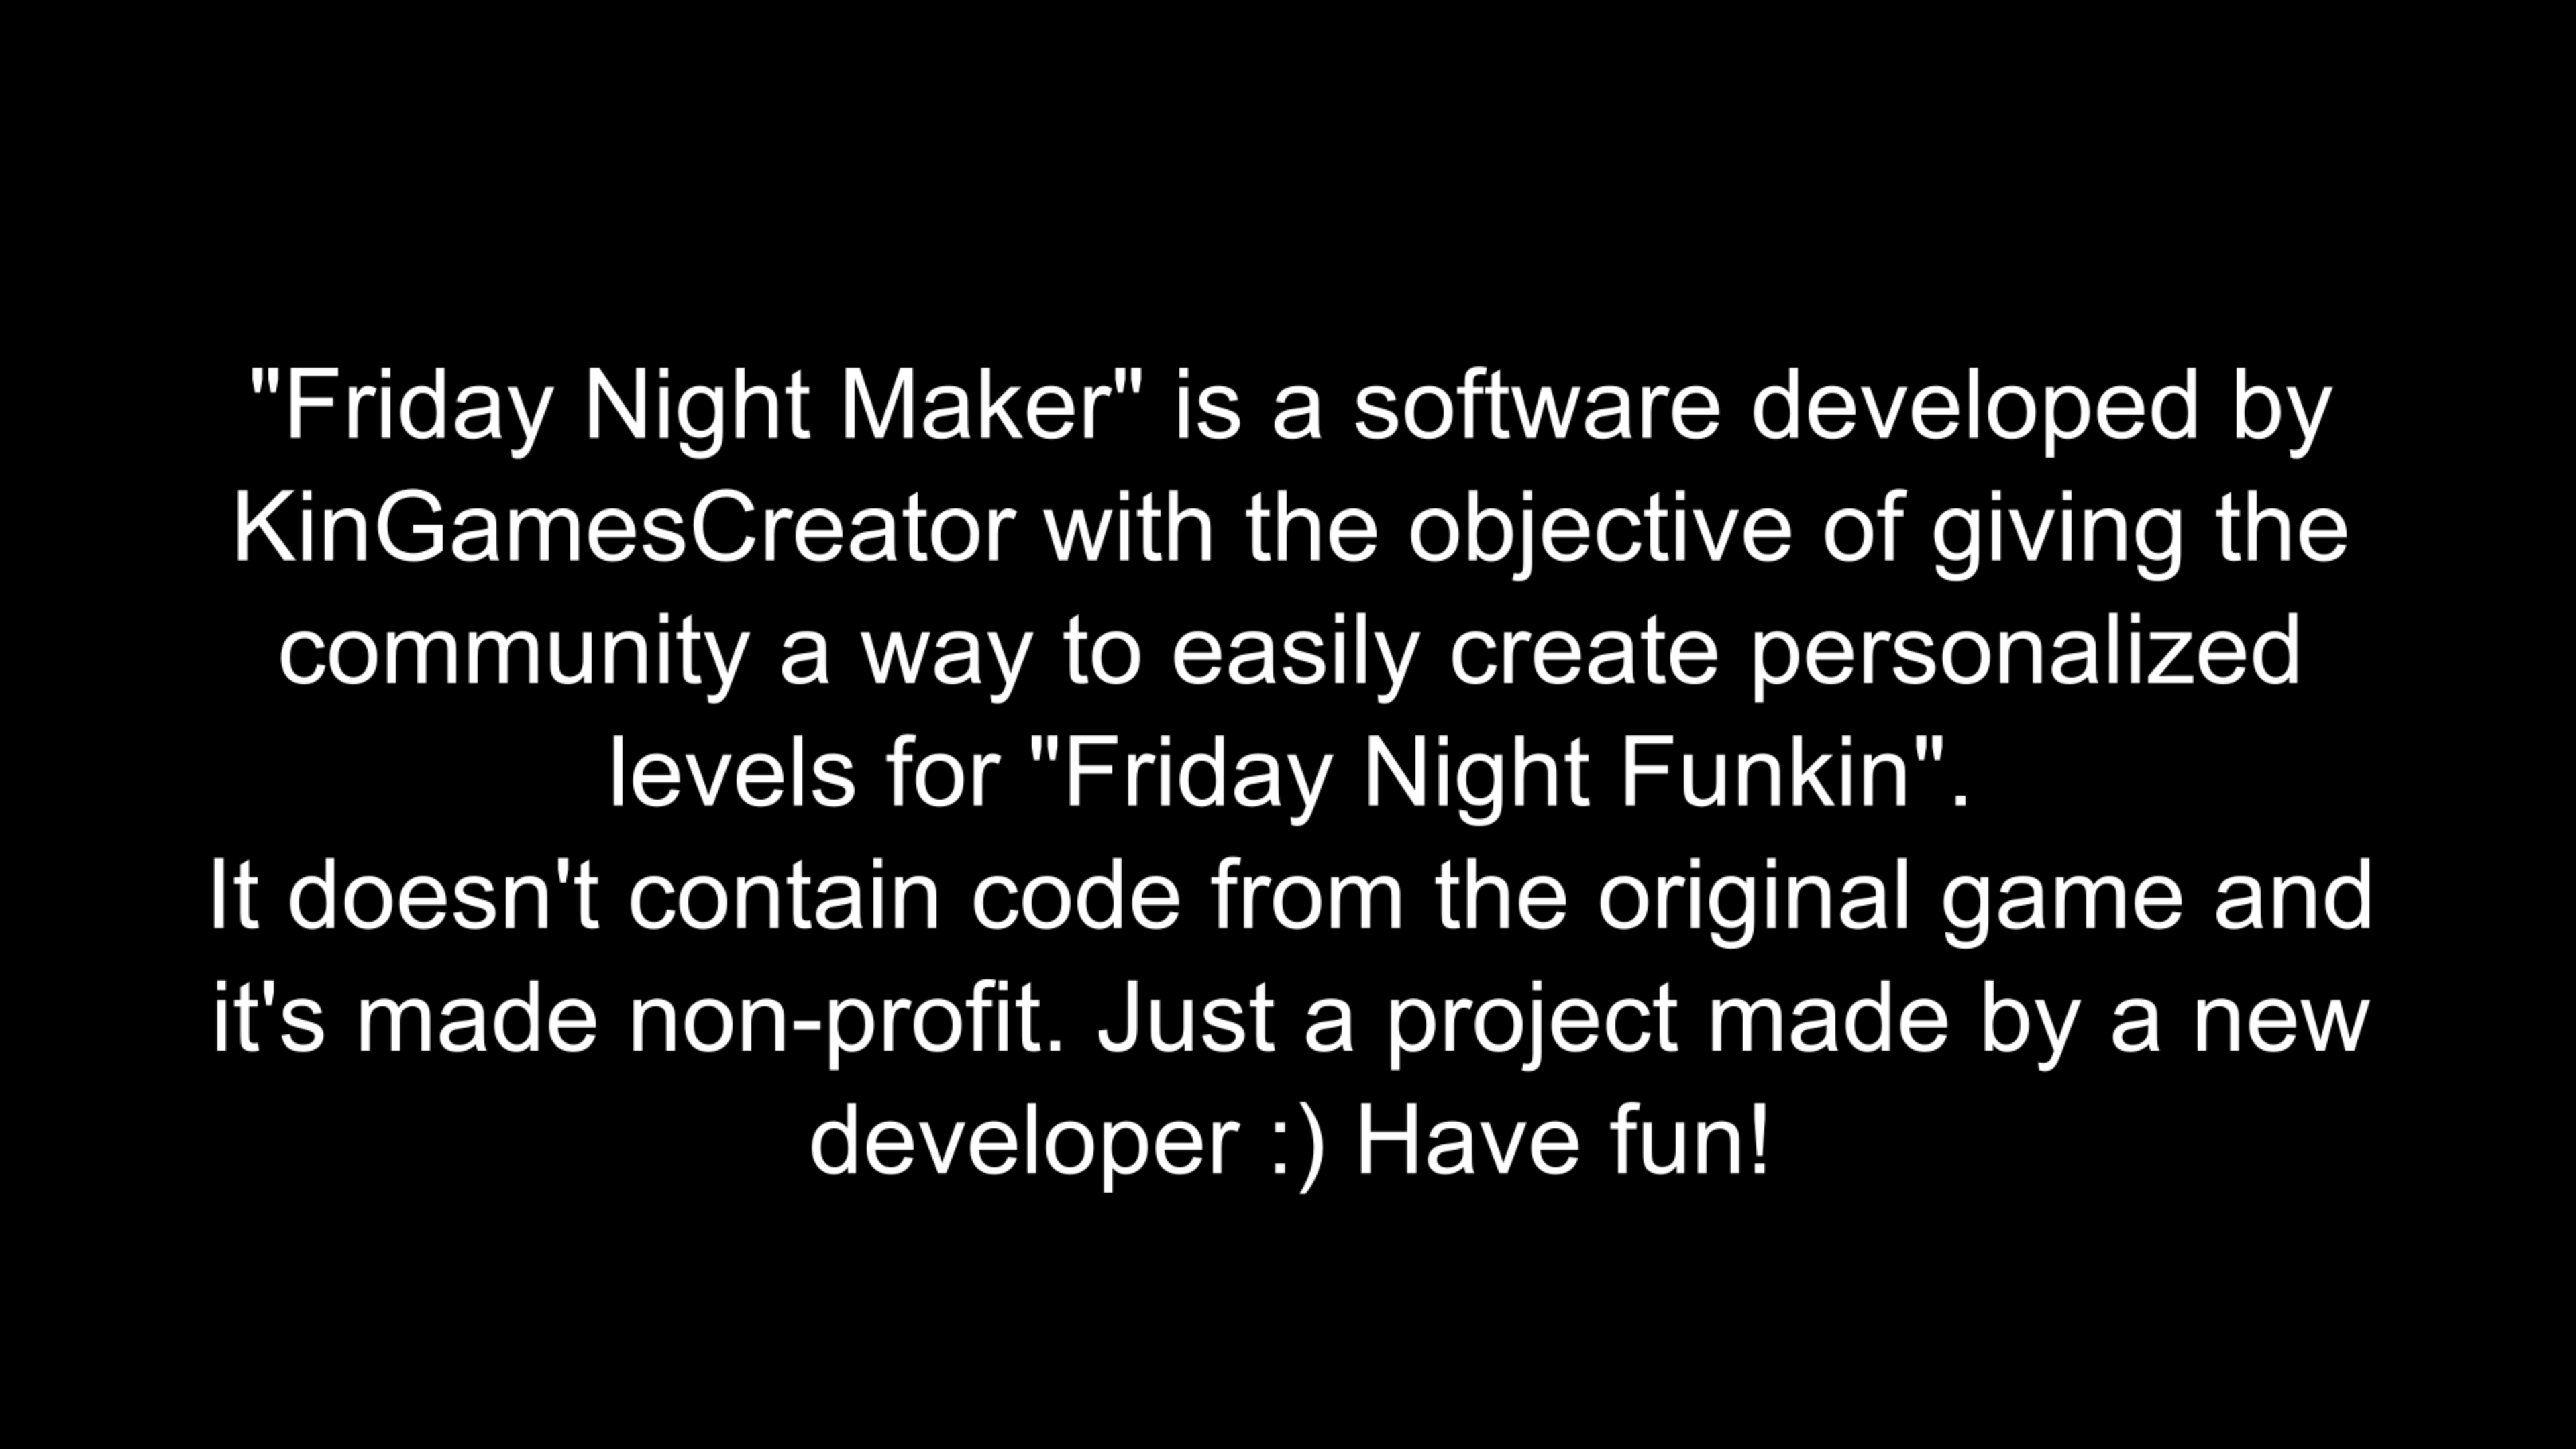 "Friday Night Maker" is a software developed by
KinGamesCreator with the objective of giving the
community a way to easily create personalized
levels for "Friday Night Funkin".
It doesn't contain code from the original game and
it's made non-profit. Just a project made by a new
developer :) Have fun!